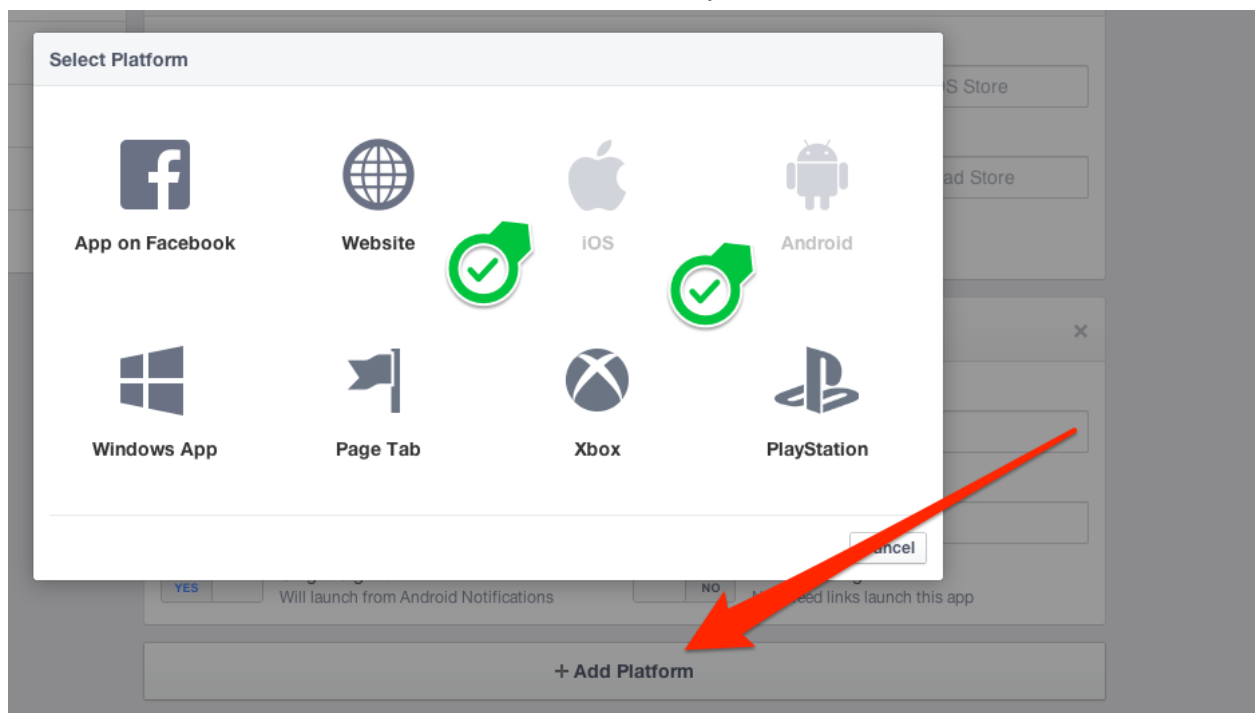 Select Platform
S Store
ad Store
App on Facebook
Website
iOS
Android
×
Windows App
Page Tab
Xbox
PlayStation
YES
Will launch from Android Notifications
NO
eed links launch this app
+ Add Platform